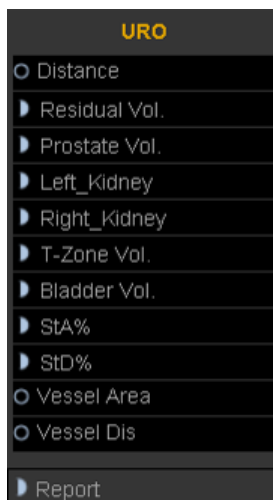 URO
Distance
Residual Vol.
Prostate Vol.
Left_Kidney
Right_Kidney
T-Zone Vol.
Bladder Vol.
StA%
StD%
Vessel Area
Vessel Dis
Report